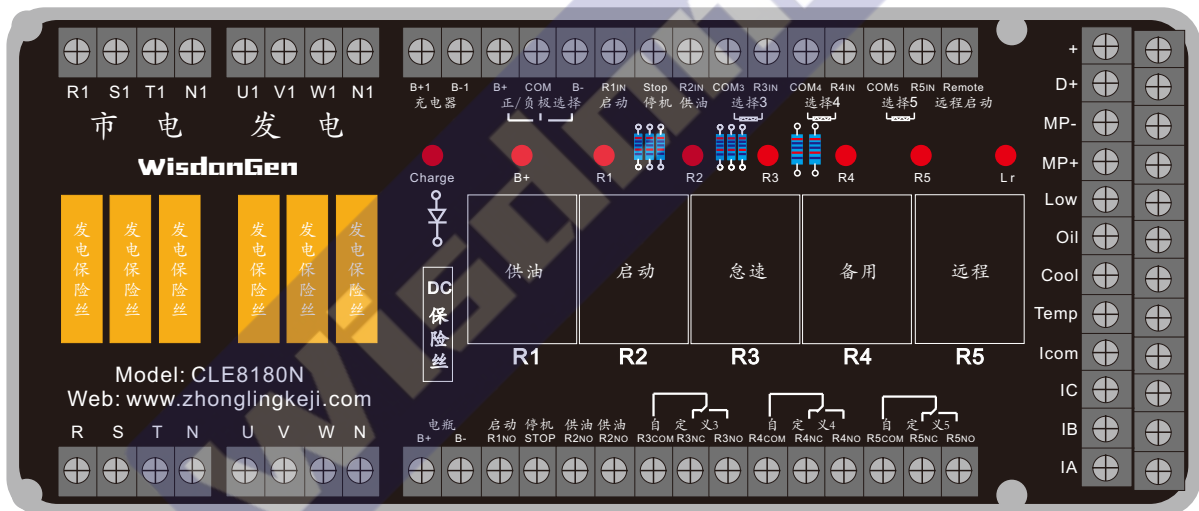 R1 S1 T1 N1 U1 V1 W1 N1
市 电 发 电
B+1 B-1 B+ COM B- R1IN Stop R2IN COM3 R3IN COM4 R4IN COM5 R5IN Remote
充电器 正/负极选择 启动 停机 供油 选择3 选择4 选择5 远程启动
WisdonGen
Charge B+ R1 R2 R3 R4 R5 Lr
发电保险丝 发电保险丝 发电保险丝 发电保险丝 发电保险丝 发电保险丝
DC保险丝
供油 启动 怠速 备用 远程
R1 R2 R3 R4 R5
Model: CLE8180N
Web: www.zhonglingkeji.com
R S T N U V W N
电瓶 启动 停机 供油 供油 自定义3 自定义4 自定义5
B+ B- R1NO STOP R2NO R2NO R3COM R3NC R3NO R4COM R4NC R4NO R5COM R5NC R5NO
+
D+
MP-
MP+
Low
Oil
Cool
Temp
Icom
IC
IB
IA